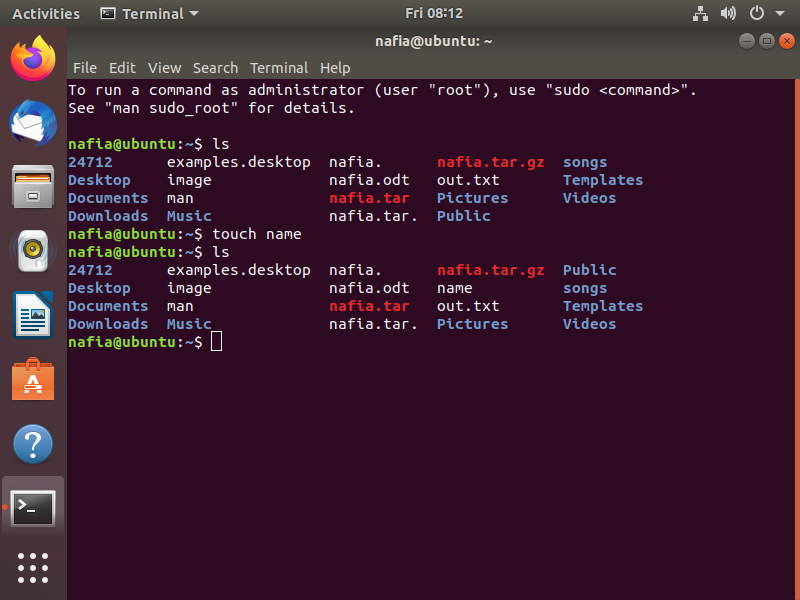 Activities Terminal Fri 08:12
nafia@ubuntu: ~
File Edit View Search Terminal Help
To run a command as administrator (user "root"), use "sudo <command>".
See "man sudo_root" for details.
nafia@ubuntu:~$ ls
24712 examples.desktop nafia. nafia.tar.gz songs
Desktop image nafia.odt out.txt Templates
Documents man nafia.tar Pictures Videos
Downloads Music nafia.tar. Public
nafia@ubuntu:~$ touch name
nafia@ubuntu:~$ ls
24712 examples.desktop nafia. nafia.tar.gz Public
Desktop image nafia.odt name songs
Documents man nafia.tar out.txt Templates
Downloads Music nafia.tar. Pictures Videos
nafia@ubuntu:~$